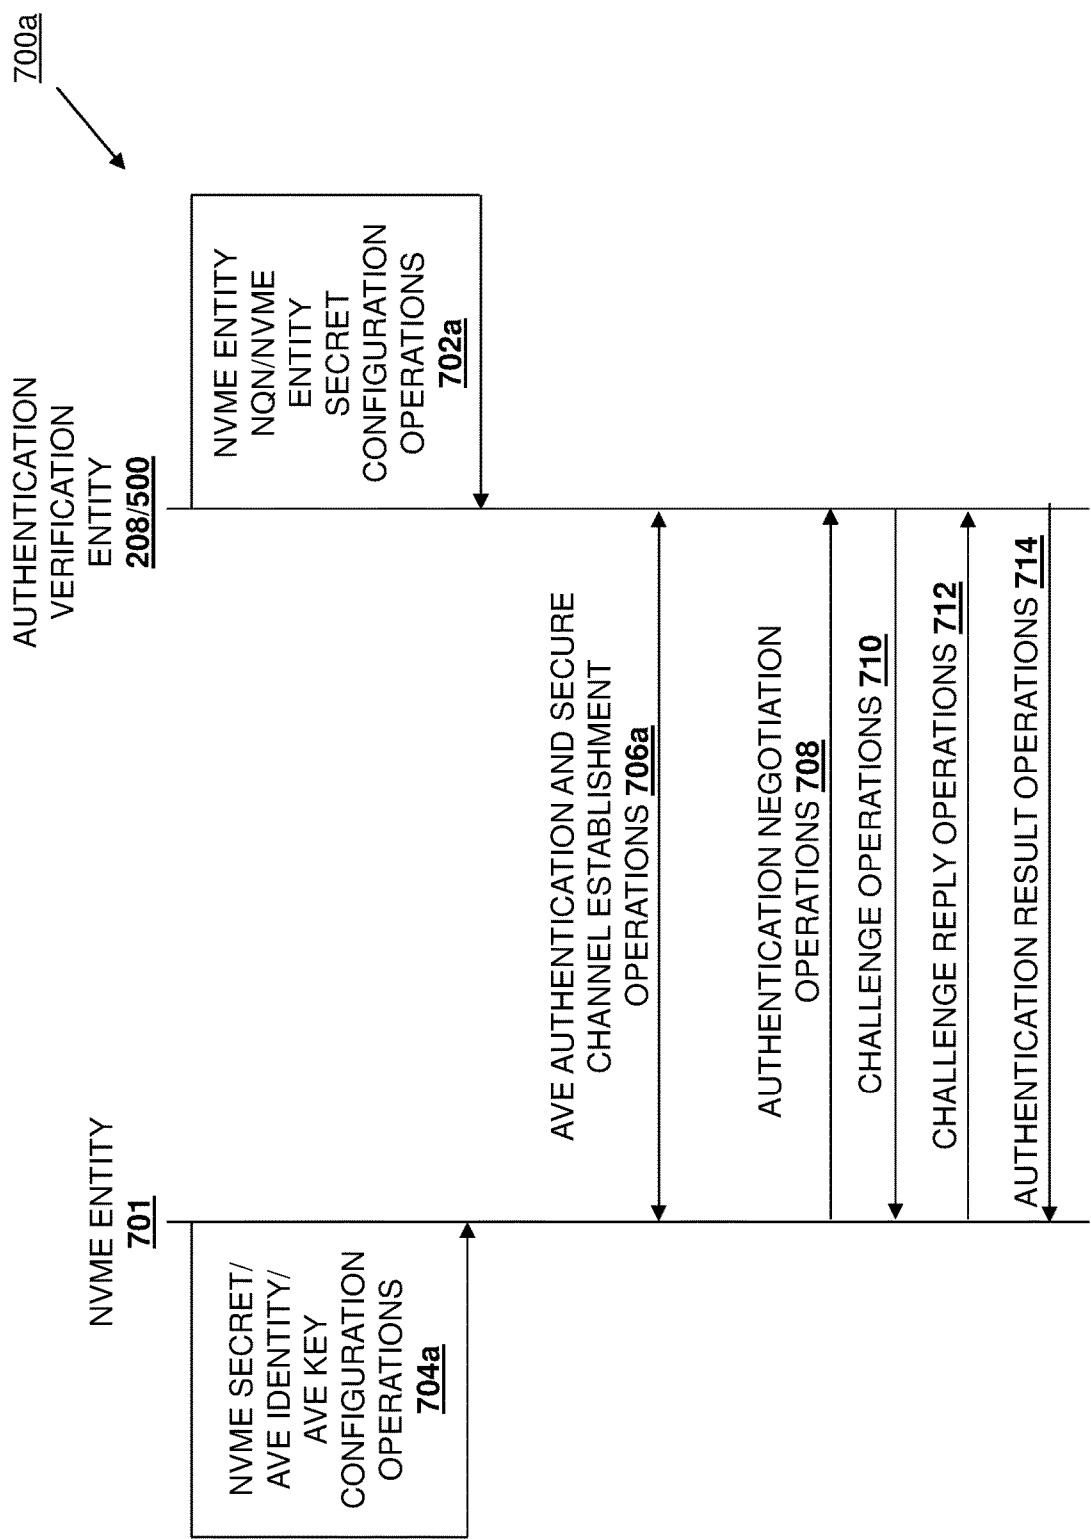 700a
AUTHENTICATION
VERIFICATION
ENTITY
208/500
NVME ENTITY
701
NVME ENTITY
NQN/NVME
ENTITY
SECRET
CONFIGURATION
OPERATIONS
702a
NVME SECRET/
AVE IDENTITY/
AVE KEY
CONFIGURATION
OPERATIONS
704a
AVE AUTHENTICATION AND SECURE
CHANNEL ESTABLISHMENT
OPERATIONS 706a
AUTHENTICATION NEGOTIATION
OPERATIONS 708
CHALLENGE OPERATIONS 710
CHALLENGE REPLY OPERATIONS 712
AUTHENTICATION RESULT OPERATIONS 714